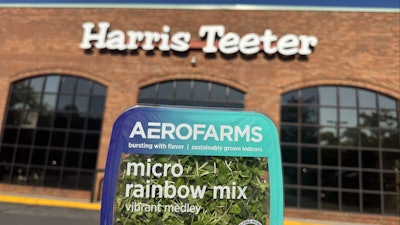 Harris Teeter
AEROFARMS
bursting with flavor | sustainably grown indoors
micro
rainbow mix
vibrant medley